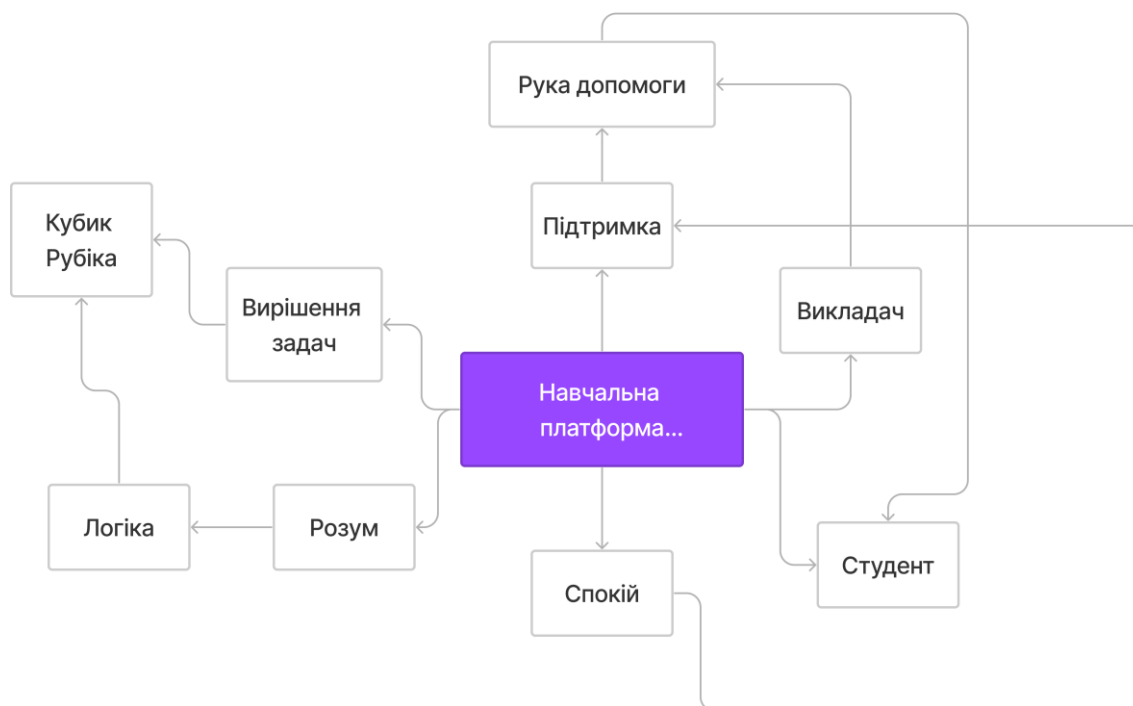 Рука допомоги
Підтримка
Кубик
Рубіка
Вирішення
задач
Викладач
Навчальна
платформа...
Логіка
Розум
Спокій
Студент